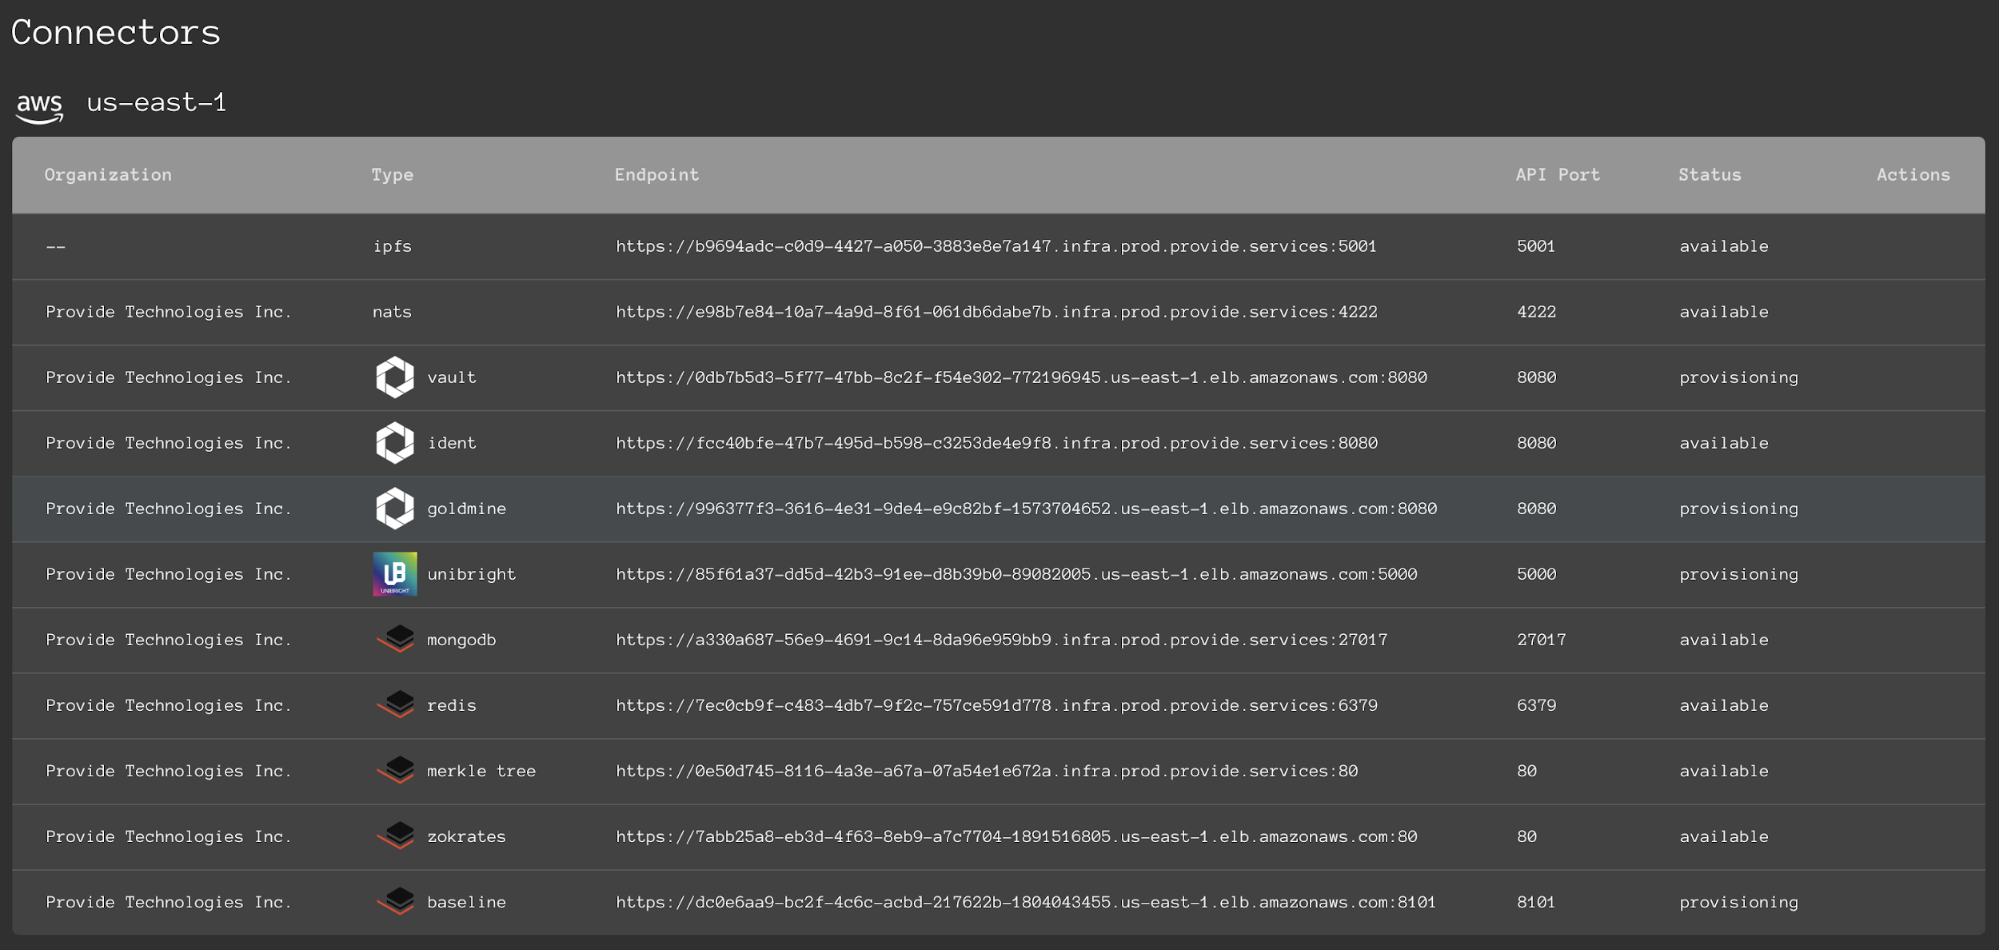 Connectors
aws us-east-1
Organization Type Endpoint API Port Status Actions
-- ipfs https://b9694adc-c0d9-4427-a050-3883e8e7a147.infra.prod.provide.services:5001 5001 available
Provide Technologies Inc. nats https://e98b7e84-10a7-4a9d-8f61-061db6dabe7b.infra.prod.provide.services:4222 4222 available
Provide Technologies Inc. vault https://0db7b5d3-5f77-47bb-8c2f-f54e302-772196945.us-east-1.elb.amazonaws.com:8080 8080 provisioning
Provide Technologies Inc. ident https://fcc40bfe-47b7-495d-b598-c3253de4e9f8.infra.prod.provide.services:8080 8080 available
Provide Technologies Inc. goldmine https://996377f3-3616-4e31-9de4-e9c82bf-1573704652.us-east-1.elb.amazonaws.com:8080 8080 provisioning
Provide Technologies Inc. UB UNIBRIGHT unibright https://85f61a37-dd5d-42b3-91ee-d8b39b0-89082005.us-east-1.elb.amazonaws.com:5000 5000 provisioning
Provide Technologies Inc. mongodb https://a330a687-56e9-4691-9c14-8da96e959bb9.infra.prod.provide.services:27017 27017 available
Provide Technologies Inc. redis https://7ec0cb9f-c483-4db7-9f2c-757ce591d778.infra.prod.provide.services:6379 6379 available
Provide Technologies Inc. merkle tree https://0e50d745-8116-4a3e-a67a-07a54e1e672a.infra.prod.provide.services:80 80 available
Provide Technologies Inc. zokrates https://7abb25a8-eb3d-4f63-8eb9-a7c7704-1891516805.us-east-1.elb.amazonaws.com:80 80 available
Provide Technologies Inc. baseline https://dc0e6aa9-bc2f-4c6c-acbd-217622b-1804043455.us-east-1.elb.amazonaws.com:8101 8101 provisioning